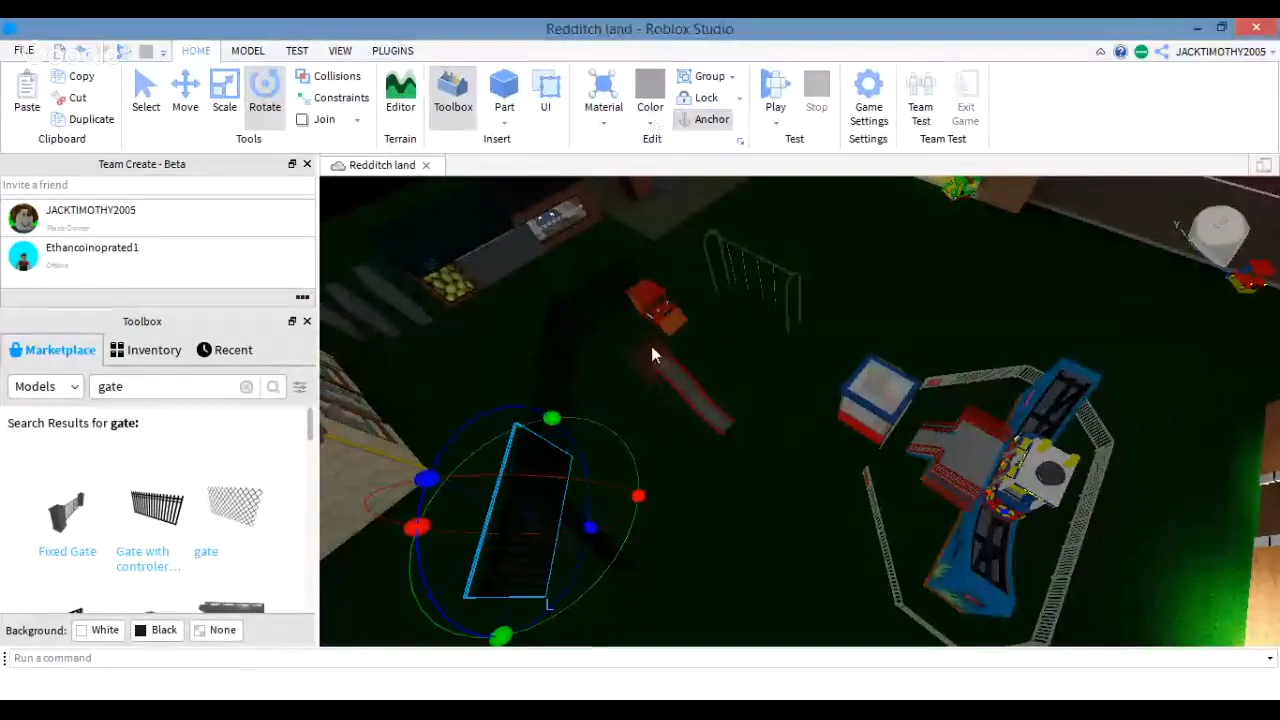 Redditch land - Roblox Studio
FILE
HOME
MODEL
TEST
VIEW
PLUGINS
JACKTIMOTHY2005
Paste
Copy
Cut
Duplicate
Clipboard
Select
Move
Scale
Rotate
Collisions
Constraints
Join
Tools
Editor
Terrain
Toolbox
Part
UI
Insert
Material
Color
Group
Lock
Anchor
Edit
Play
Stop
Test
Game
Settings
Settings
Team
Test
Exit
Game
Team Test
Team Create - Beta
Invite a friend
JACKTIMOTHY2005
Place Owner
Ethancoinoprated1
Offline
Toolbox
Marketplace
Inventory
Recent
Models
gate
Search Results for gate:
Fixed Gate
Gate with
controler...
gate
Background:
White
Black
None
Run a command
Redditch land
Y
L